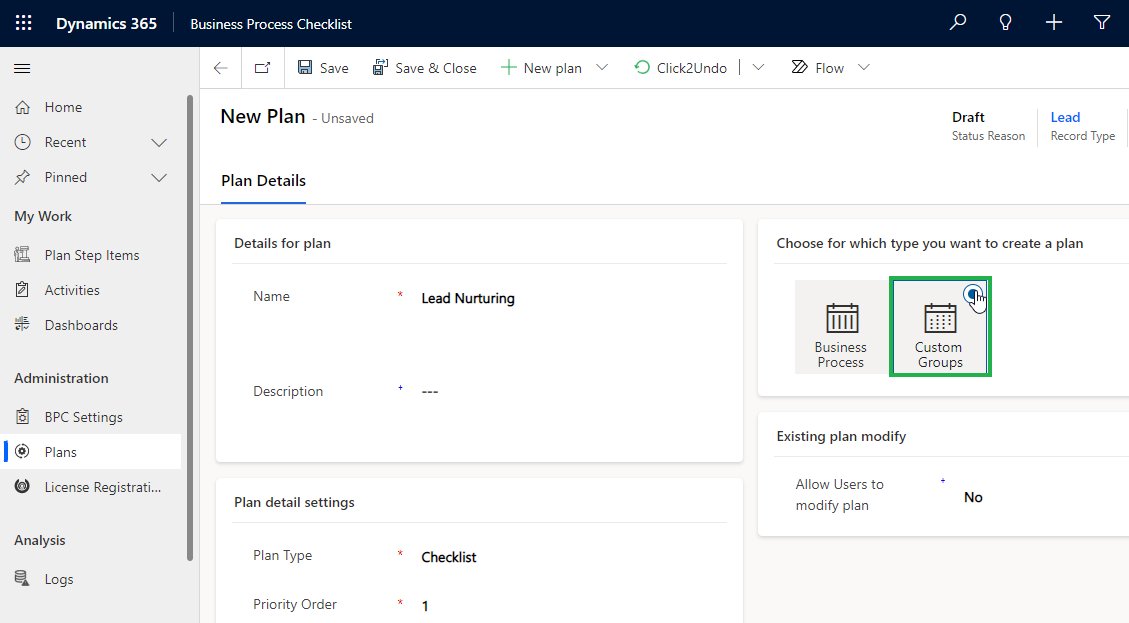 Dynamics 365
Business Process Checklist
Save
Save & Close
New plan
Click2Undo
Flow
Home
Recent
Pinned
My Work
Plan Step Items
Activities
Dashboards
Administration
BPC Settings
Plans
License Registrati...
Analysis
Logs
New Plan - Unsaved
Draft
Status Reason
Lead
Record Type
Plan Details
Details for plan
Name * Lead Nurturing
Description + ---
Plan detail settings
Plan Type * Checklist
Priority Order * 1
Choose for which type you want to create a plan
Business
Process
Custom
Groups
Existing plan modify
Allow Users to
modify plan
+ No